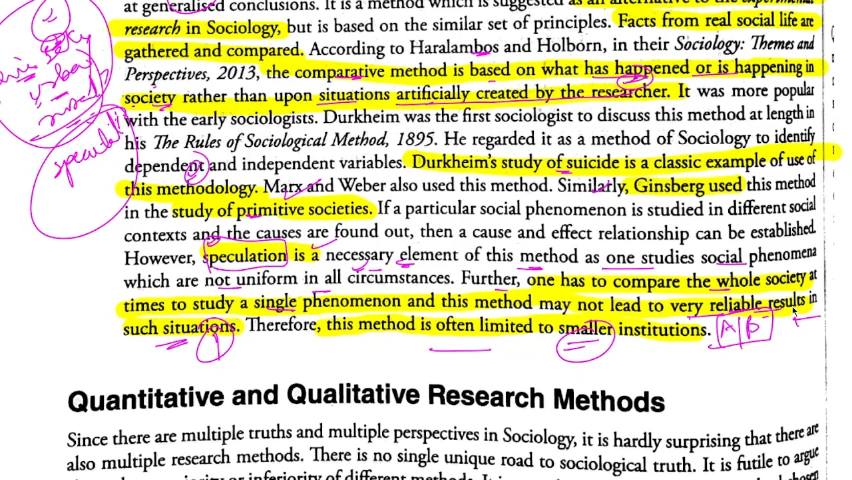 at generalised conclusions. It is a method which is suggested as an alternative to the experimental
research in Sociology, but is based on the similar set of principles. Facts from real social life are
gathered and compared. According to Haralambos and Holborn, in their Sociology: Themes and
Perspectives, 2013, the comparative method is based on what has happened or is happening in
society rather than upon situations artificially created by the researcher. It was more popular
with the early sociologists. Durkheim was the first sociologist to discuss this method at length in
his The Rules of Sociological Method, 1895. He regarded it as a method of Sociology to identify
dependent and independent variables. Durkheim's study of suicide is a classic example of use of
this methodology. Marx and Weber also used this method. Similarly, Ginsberg used this method
in the study of primitive societies. If a particular social phenomenon is studied in different social
contexts and the causes are found out, then a cause and effect relationship can be established.
However, speculation is a necessary element of this method as one studies social phenomena
which are not uniform in all circumstances. Further, one has to compare the whole society at
times to study a single phenomenon and this method may not lead to very reliable results in
such situations. Therefore, this method is often limited to smaller institutions. A|B
speculati
Quantitative and Qualitative Research Methods
Since there are multiple truths and multiple perspectives in Sociology, it is hardly surprising that there are
also multiple research methods. There is no single unique road to sociological truth. It is futile to argue